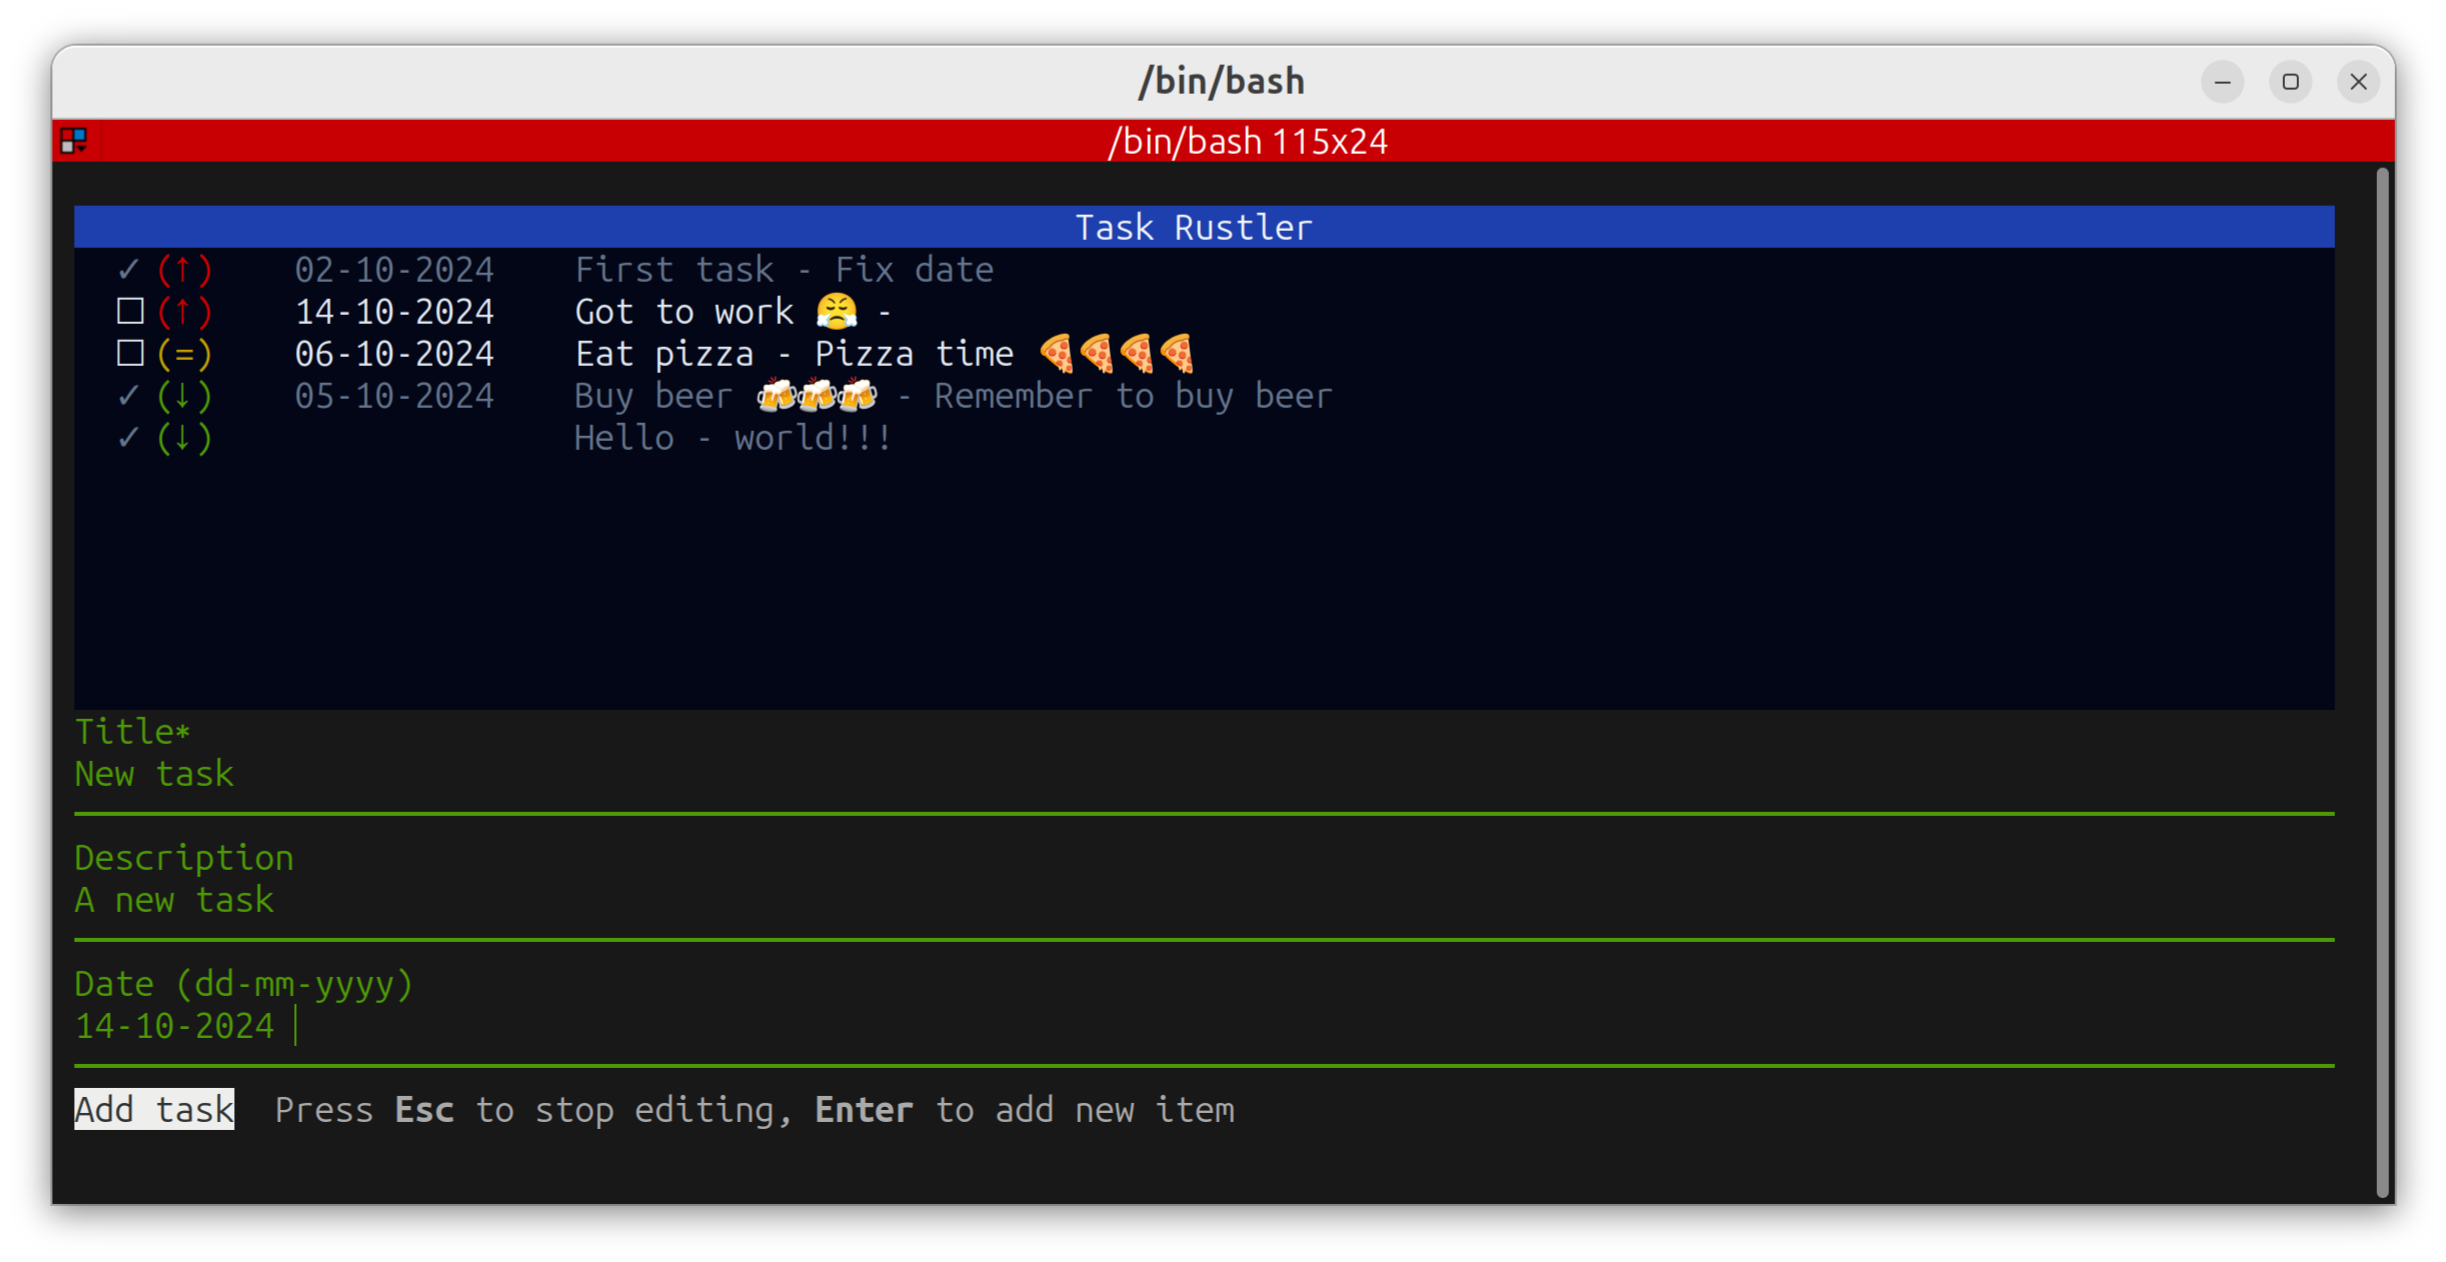 /bin/bash
/bin/bash 115x24
Task Rustler
✓ (↑) 02-10-2024 First task - Fix date
☐ (↑) 14-10-2024 Got to work 😤 -
☐ (=) 06-10-2024 Eat pizza - Pizza time 🍕🍕🍕🍕
✓ (↓) 05-10-2024 Buy beer 🍻🍻🍻 - Remember to buy beer
✓ (↓) Hello - world!!!
Title*
New task
Description
A new task
Date (dd-mm-yyyy)
14-10-2024
Add task Press Esc to stop editing, Enter to add new item